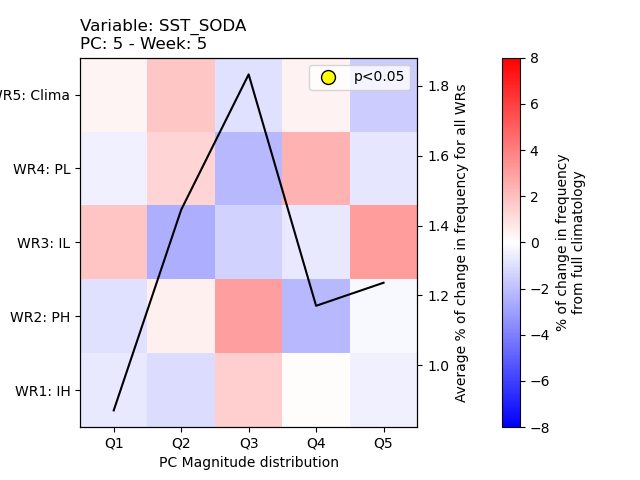 Variable: SST_SODA
PC: 5 - Week: 5
p<0.05
WR5: Clima
WR4: PL
WR3: IL
WR2: PH
WR1: IH
Q1 Q2 Q3 Q4 Q5
PC Magnitude distribution
1.8
1.6
1.4
1.2
1.0
Average % of change in frequency for all WRs
8
6
4
2
0
−2
−4
−6
−8
% of change in frequency
from full climatology